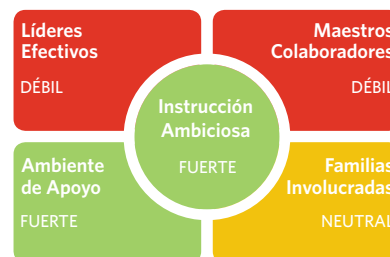 Líderes
Efectivos
DÉBIL
Maestros
Colaboradores
DÉBIL
Instrucción
Ambiciosa
FUERTE
Ambiente
de Apoyo
FUERTE
Familias
Involucradas
NEUTRAL